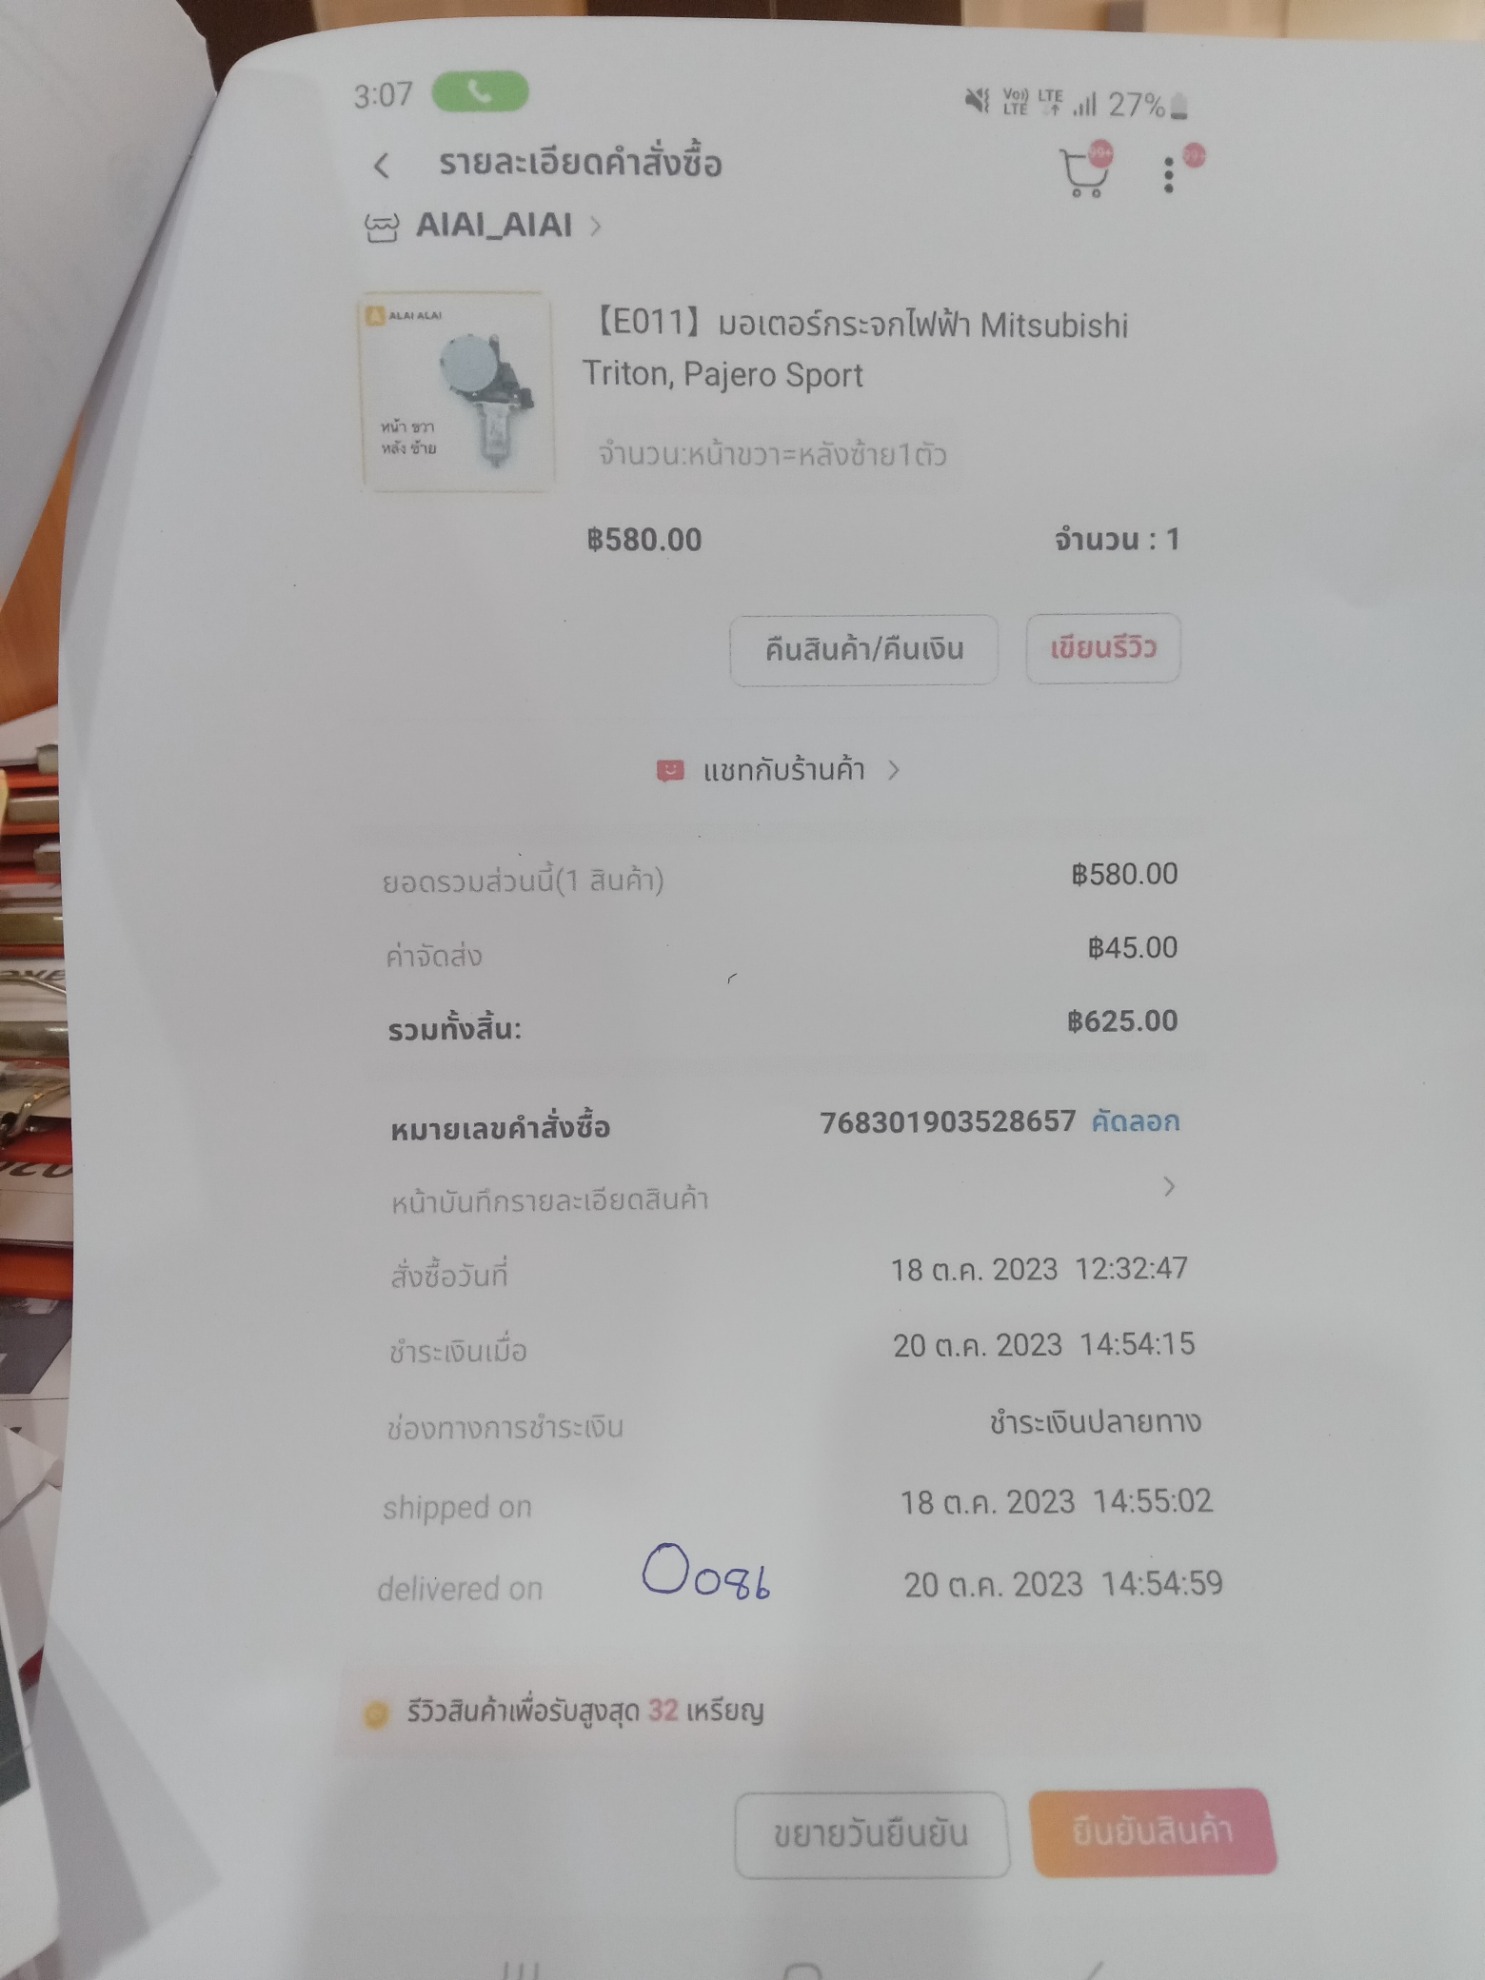 3:07 Vo)) LTE LTE 27%
รายละเอียดคำสั่งซื้อ 99+ 99+
AIAI_AIAI >
ALAI ALAI
หน้า ขวา
หลัง ซ้าย
【E011】มอเตอร์กระจกไฟฟ้า Mitsubishi
Triton, Pajero Sport
จำนวน:หน้าขวา=หลังซ้าย1ตัว
฿580.00 จำนวน : 1
คืนสินค้า/คืนเงิน เขียนรีวิว
แชทกับร้านค้า >
ยอดรวมส่วนนี้(1 สินค้า) ฿580.00
ค่าจัดส่ง ฿45.00
รวมทั้งสิ้น: ฿625.00
หมายเลขคำสั่งซื้อ 768301903528657 คัดลอก
หน้าบันทึกรายละเอียดสินค้า >
สั่งซื้อวันที่ 18 ต.ค. 2023 12:32:47
ชำระเงินเมื่อ 20 ต.ค. 2023 14:54:15
ช่องทางการชำระเงิน ชำระเงินปลายทาง
shipped on 18 ต.ค. 2023 14:55:02
delivered on O086 20 ต.ค. 2023 14:54:59
รีวิวสินค้าเพื่อรับสูงสุด 32 เหรียญ
ขยายวันยืนยัน ยืนยันสินค้า